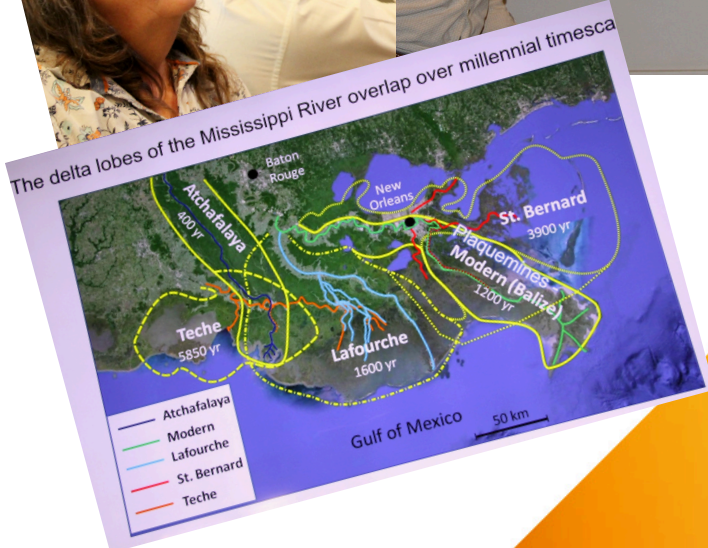 The delta lobes of the Mississippi River overlap over millennial timesca
Baton
Rouge
New
Orleans
Atchafalaya
400 yr
St. Bernard
3900 yr
Plaquemines-
Modern (Balize)
1200 yr
Teche
5850 yr
Lafourche
1600 yr
Atchafalaya
Modern
Lafourche
St. Bernard
Teche
Gulf of Mexico
50 km